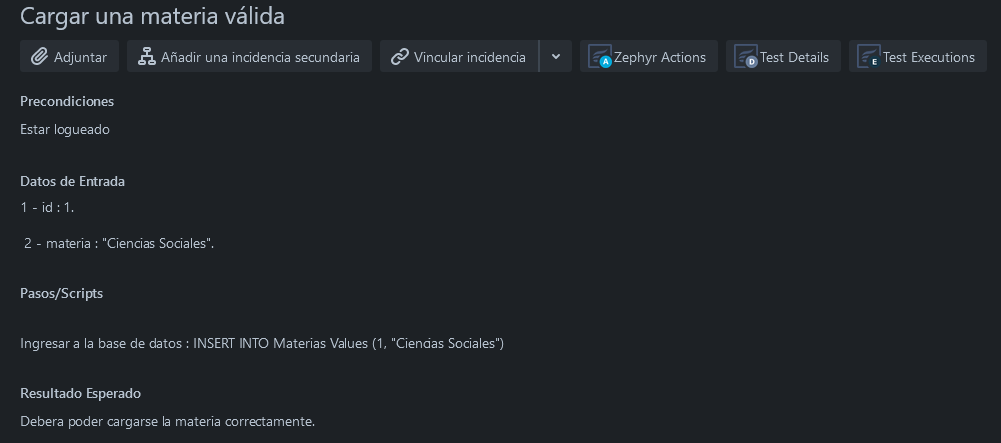 Cargar una materia válida
Adjuntar Añadir una incidencia secundaria Vincular incidencia A Zephyr Actions D Test Details E Test Executions
Precondiciones
Estar logueado
Datos de Entrada
1 - id : 1.
2 - materia : "Ciencias Sociales".
Pasos/Scripts
Ingresar a la base de datos : INSERT INTO Materias Values (1, "Ciencias Sociales")
Resultado Esperado
Debera poder cargarse la materia correctamente.